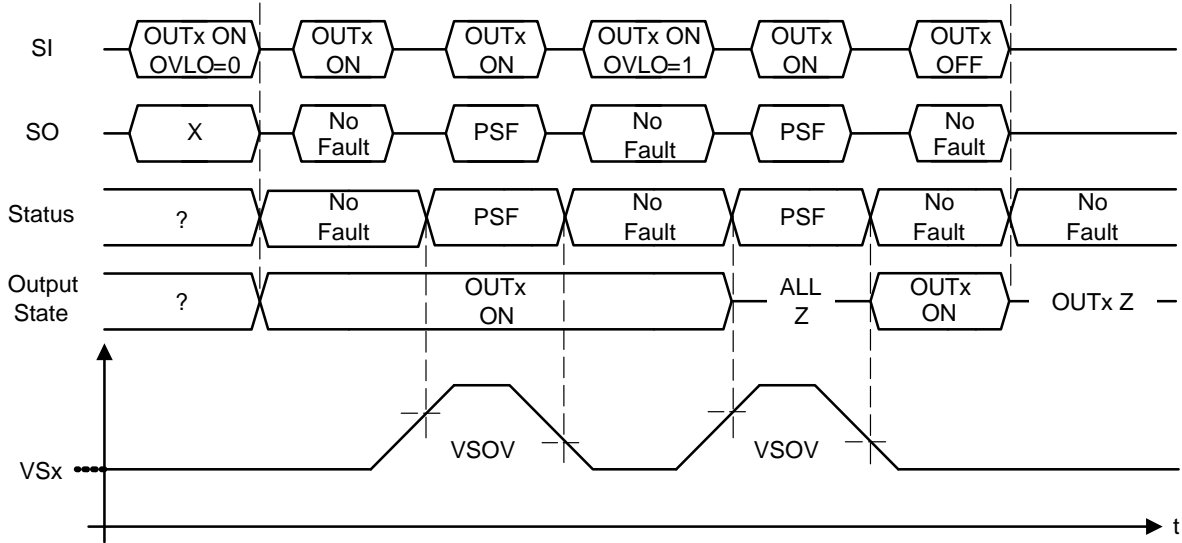 SI
OUTx ON
OVLO=0
OUTx
ON
OUTx
ON
OUTx ON
OVLO=1
OUTx
ON
OUTx
OFF
SO
X
No
Fault
PSF
No
Fault
PSF
No
Fault
Status
?
No
Fault
PSF
No
Fault
PSF
No
Fault
No
Fault
Output
State
?
OUTx
ON
ALL
Z
OUTx
ON
OUTx Z
VSOV
VSOV
VSx
t